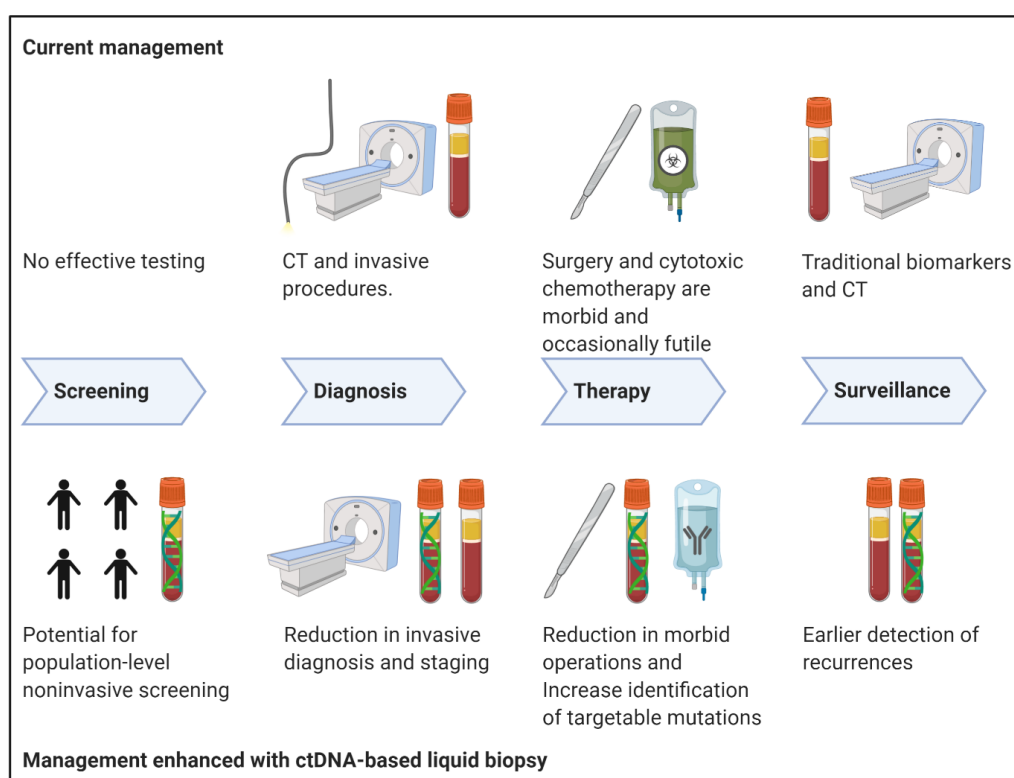 Current management
No effective testing
CT and invasive
procedures.
Surgery and cytotoxic
chemotherapy are
morbid and
occasionally futile
Traditional biomarkers
and CT
Screening
Diagnosis
Therapy
Surveillance
Potential for
population-level
noninvasive screening
Reduction in invasive
diagnosis and staging
Reduction in morbid
operations and
Increase identification
of targetable mutations
Earlier detection of
recurrences
Management enhanced with ctDNA-based liquid biopsy